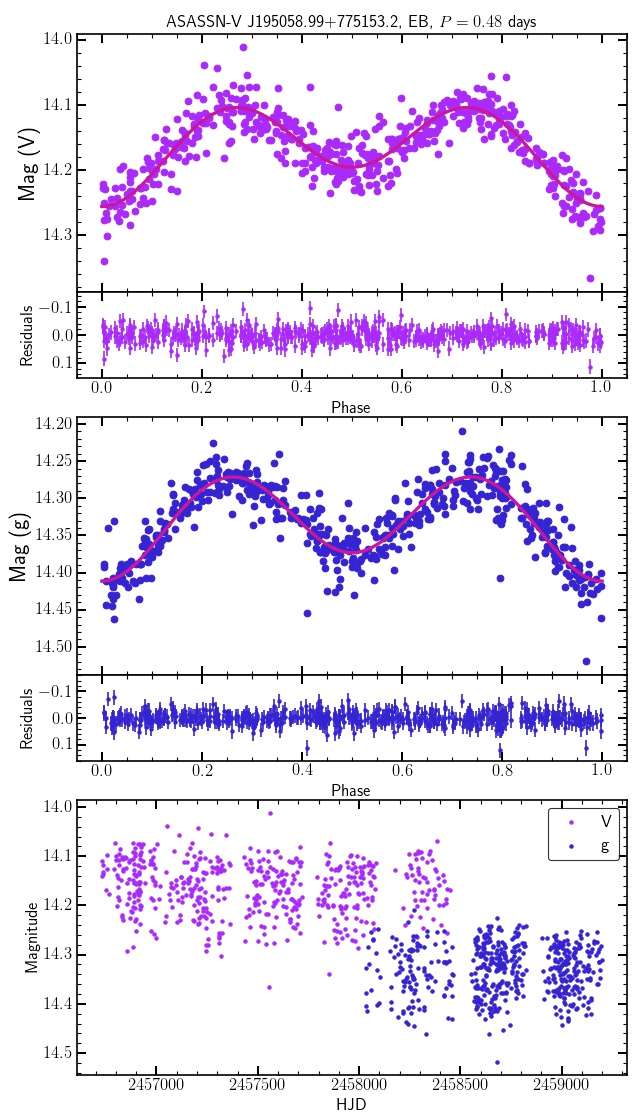 ASASSN-V J195058.99+775153.2, EB, P = 0.48 days
14.0
14.1
14.2
14.3
Mag (V)
−0.1
0.0
0.1
Residuals
0.0 0.2 0.4 0.6 0.8 1.0
Phase
14.20
14.25
14.30
14.35
14.40
14.45
14.50
Mag (g)
−0.1
0.0
0.1
Residuals
0.0 0.2 0.4 0.6 0.8 1.0
Phase
14.0
14.1
14.2
14.3
14.4
14.5
Magnitude
V
g
2457000 2457500 2458000 2458500 2459000
HJD